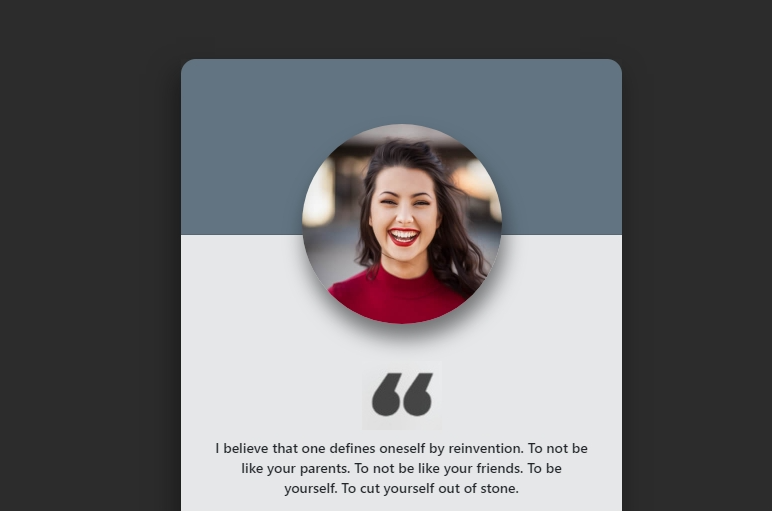 “
I believe that one defines oneself by reinvention. To not be
like your parents. To not be like your friends. To be
yourself. To cut yourself out of stone.